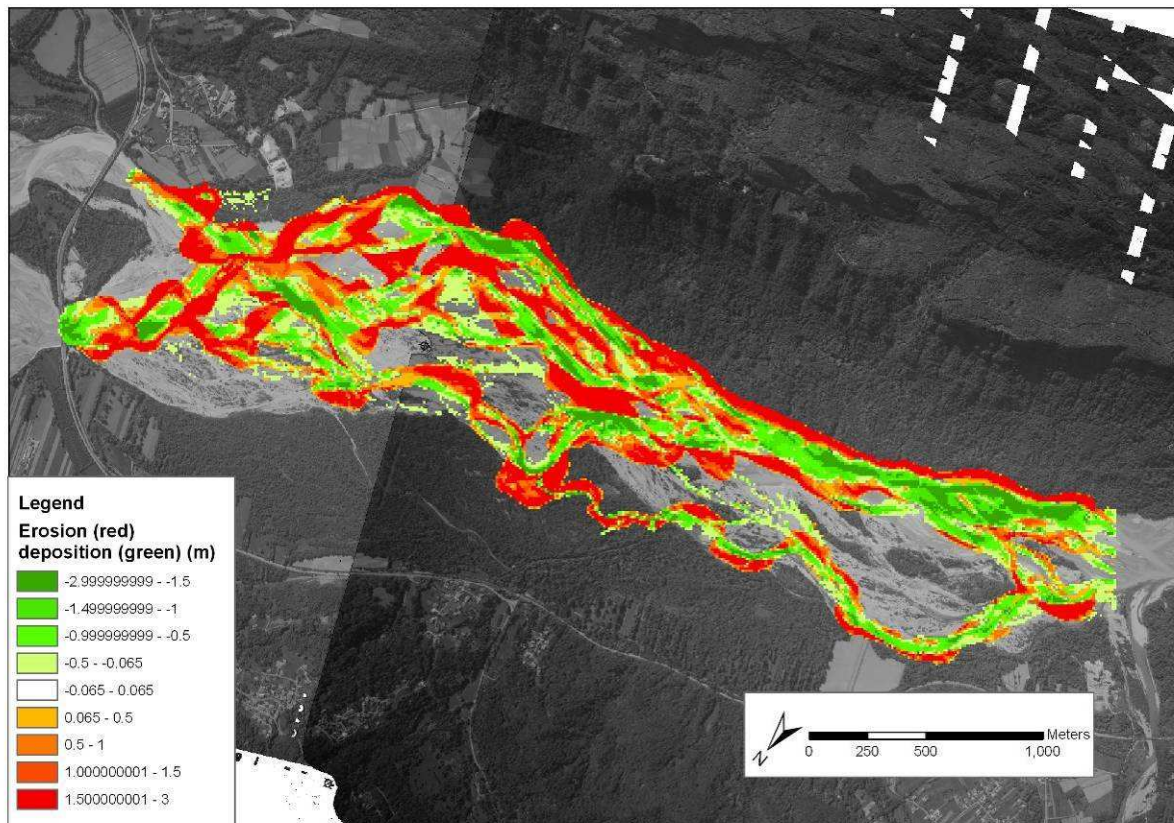 Legend
Erosion (red)
deposition (green) (m)
-2.999999999 - -1.5
-1.499999999 - -1
-0.999999999 - -0.5
-0.5 - -0.065
-0.065 - 0.065
0.065 - 0.5
0.5 - 1
1.000000001 - 1.5
1.500000001 - 3
N
Meters
0 250 500 1,000